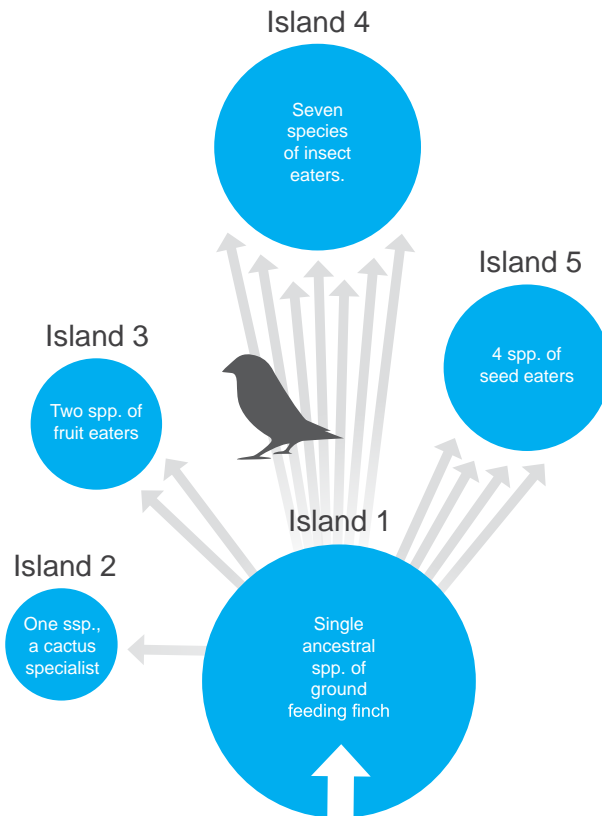 Island 4
Seven
species
of insect
eaters.
Island 5
4 spp. of
seed eaters
Island 3
Two spp. of
fruit eaters
Island 1
Single
ancestral
spp. of
ground
feeding finch
Island 2
One ssp.,
a cactus
specialist